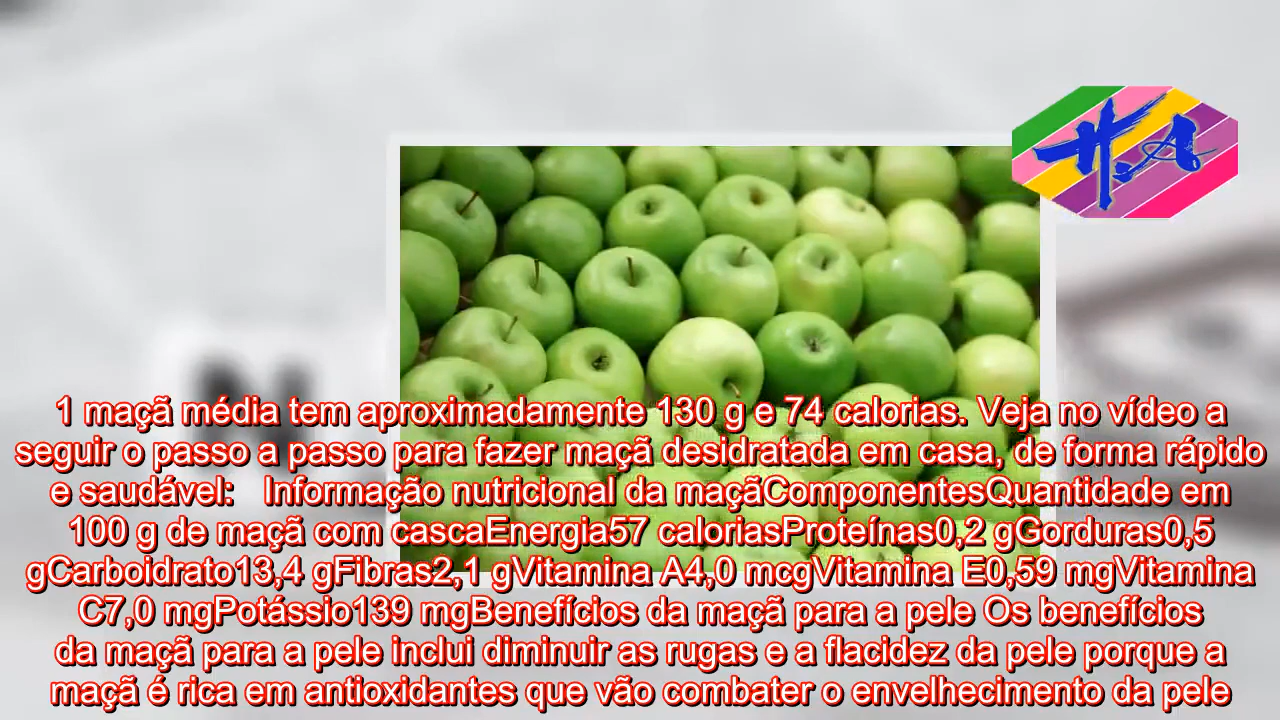 H.A
1 maçã média tem aproximadamente 130 g e 74 calorias. Veja no vídeo a
seguir o passo a passo para fazer maçã desidratada em casa, de forma rápido
e saudável:   Informação nutricional da maçãComponentesQuantidade em
100 g de maçã com cascaEnergia57 caloriasProteínas0,2 gGorduras0,5
gCarboidrato13,4 gFibras2,1 gVitamina A4,0 mcgVitamina E0,59 mgVitamina
C7,0 mgPotássio139 mgBenefícios da maçã para a pele Os benefícios
da maçã para a pele inclui diminuir as rugas e a flacidez da pele porque a
maçã é rica em antioxidantes que vão combater o envelhecimento da pele